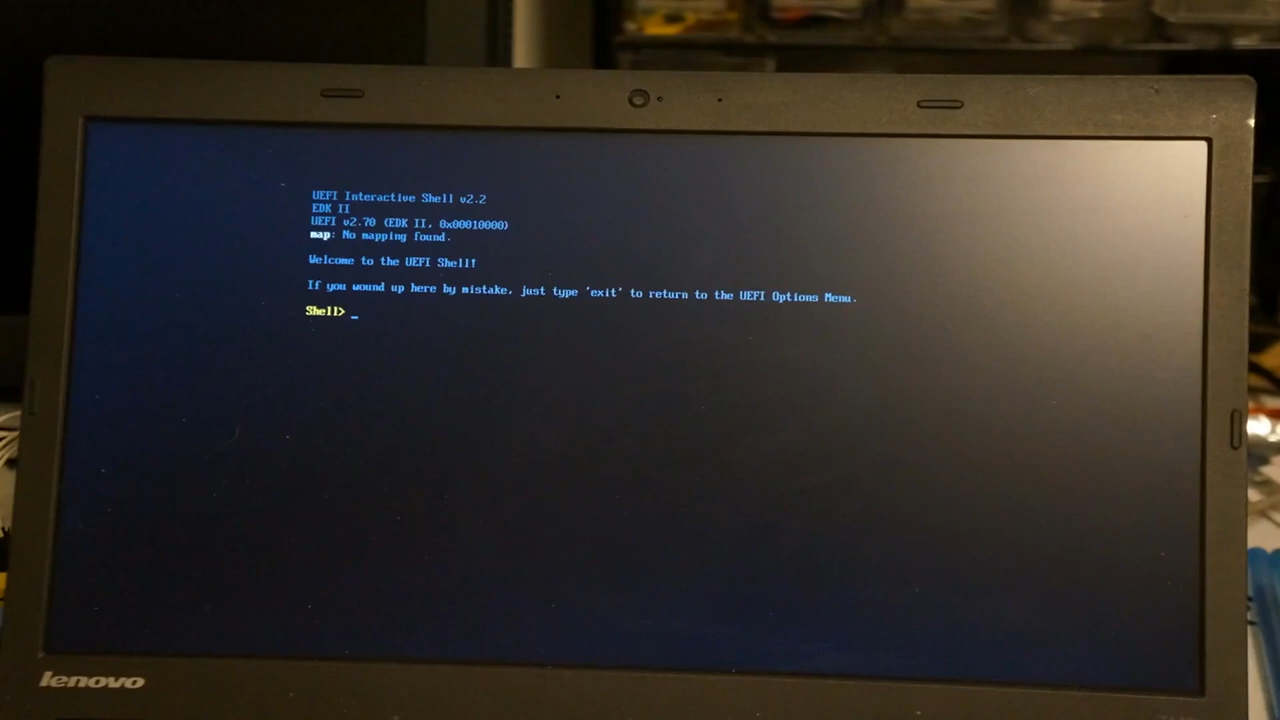 UEFI Interactive Shell v2.2
EDK II
UEFI v2.70 (EDK II, 0x00010000)
map: No mapping found.
Welcome to the UEFI Shell!
If you wound up here by mistake, just type 'exit' to return to the UEFI Options Menu.
Shell> _
lenovo